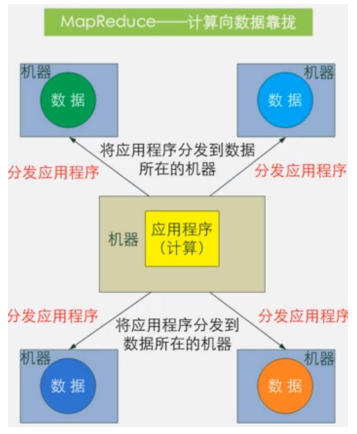 MapReduce——计算向数据靠拢
机器
数据
机器
数据
将应用程序分发到数据
所在的机器
分发应用程序
分发应用程序
机器
应用程序
（计算）
分发应用程序
将应用程序分发到
数据所在的机器
分发应用程序
机器
数据
机器
数据